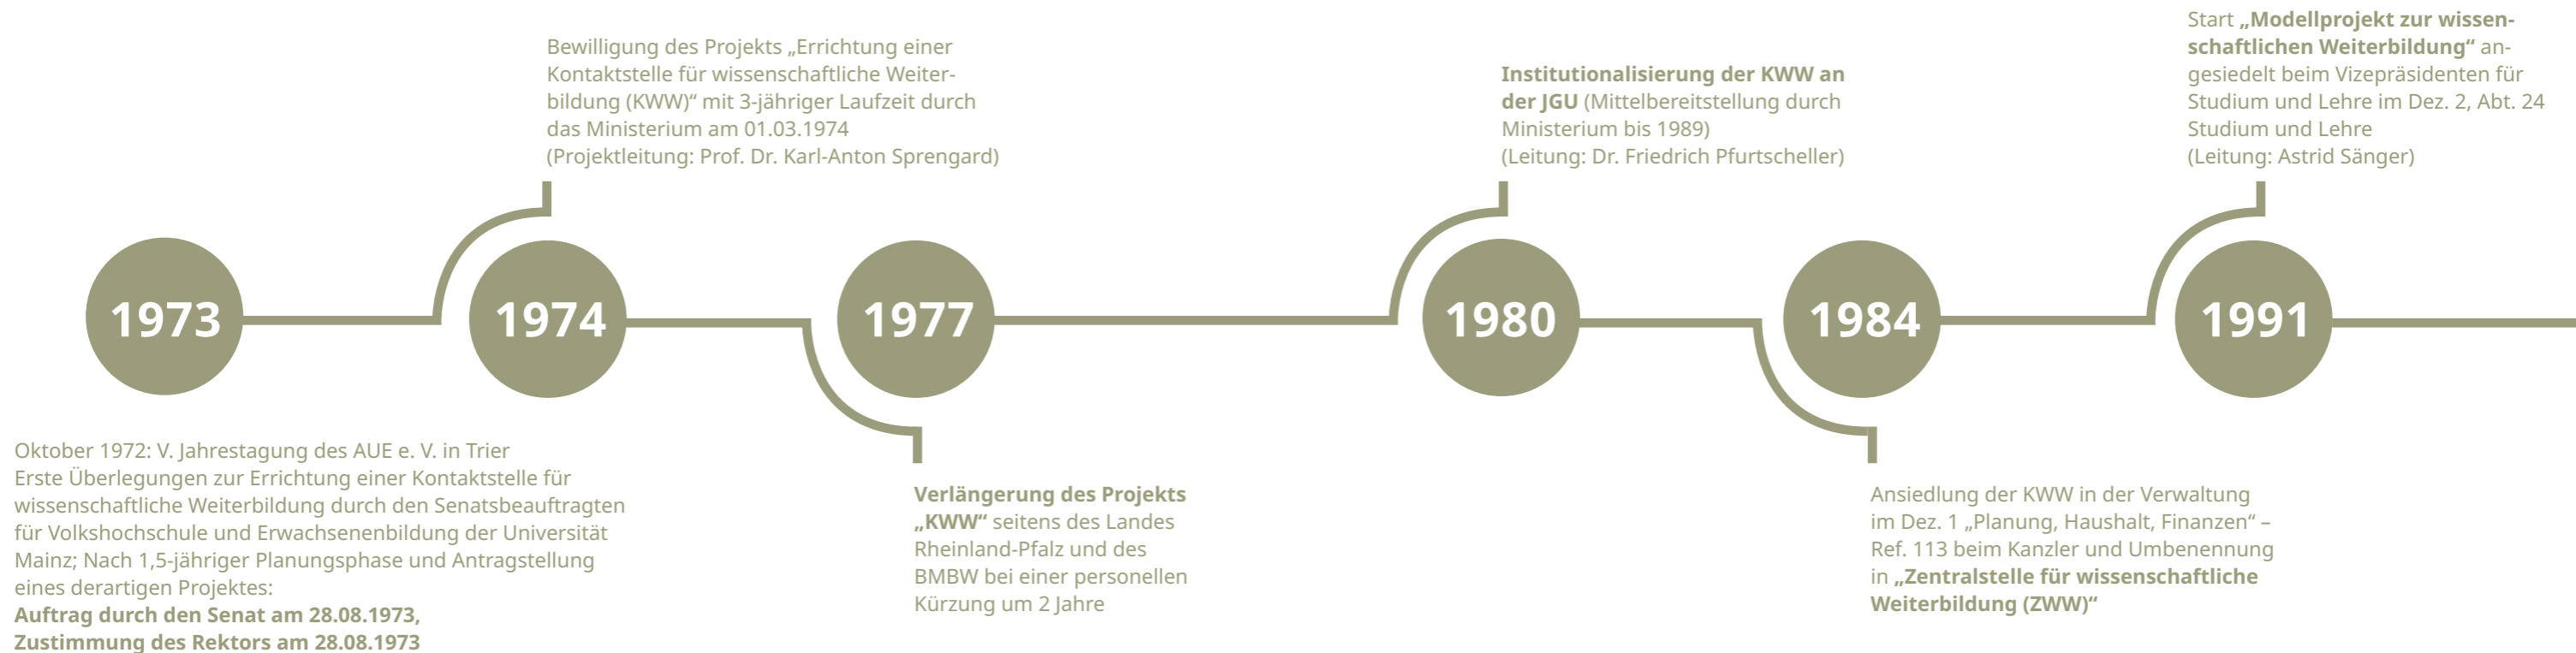 1973
Oktober 1972: V. Jahrestagung des AUE e. V. in Trier
Erste Überlegungen zur Errichtung einer Kontaktstelle für
wissenschaftliche Weiterbildung durch den Senatsbeauftragten
für Volkshochschule und Erwachsenenbildung der Universität
Mainz; Nach 1,5-jähriger Planungsphase und Antragstellung
eines derartigen Projektes:
Auftrag durch den Senat am 28.08.1973,
Zustimmung des Rektors am 28.08.1973
Bewilligung des Projekts „Errichtung einer
Kontaktstelle für wissenschaftliche Weiter-
bildung (KWW)“ mit 3-jähriger Laufzeit durch
das Ministerium am 01.03.1974
(Projektleitung: Prof. Dr. Karl-Anton Sprengard)
1974
1977
Verlängerung des Projekts
„KWW“ seitens des Landes
Rheinland-Pfalz und des
BMBW bei einer personellen
Kürzung um 2 Jahre
Institutionalisierung der KWW an
der JGU (Mittelbereitstellung durch
Ministerium bis 1989)
(Leitung: Dr. Friedrich Pfurtscheller)
1980
1984
Ansiedlung der KWW in der Verwaltung
im Dez. 1 „Planung, Haushalt, Finanzen“ –
Ref. 113 beim Kanzler und Umbenennung
in „Zentralstelle für wissenschaftliche
Weiterbildung (ZWW)“
Start „Modellprojekt zur wissen-
schaftlichen Weiterbildung“ an-
gesiedelt beim Vizepräsidenten für
Studium und Lehre im Dez. 2, Abt. 24
Studium und Lehre
(Leitung: Astrid Sänger)
1991